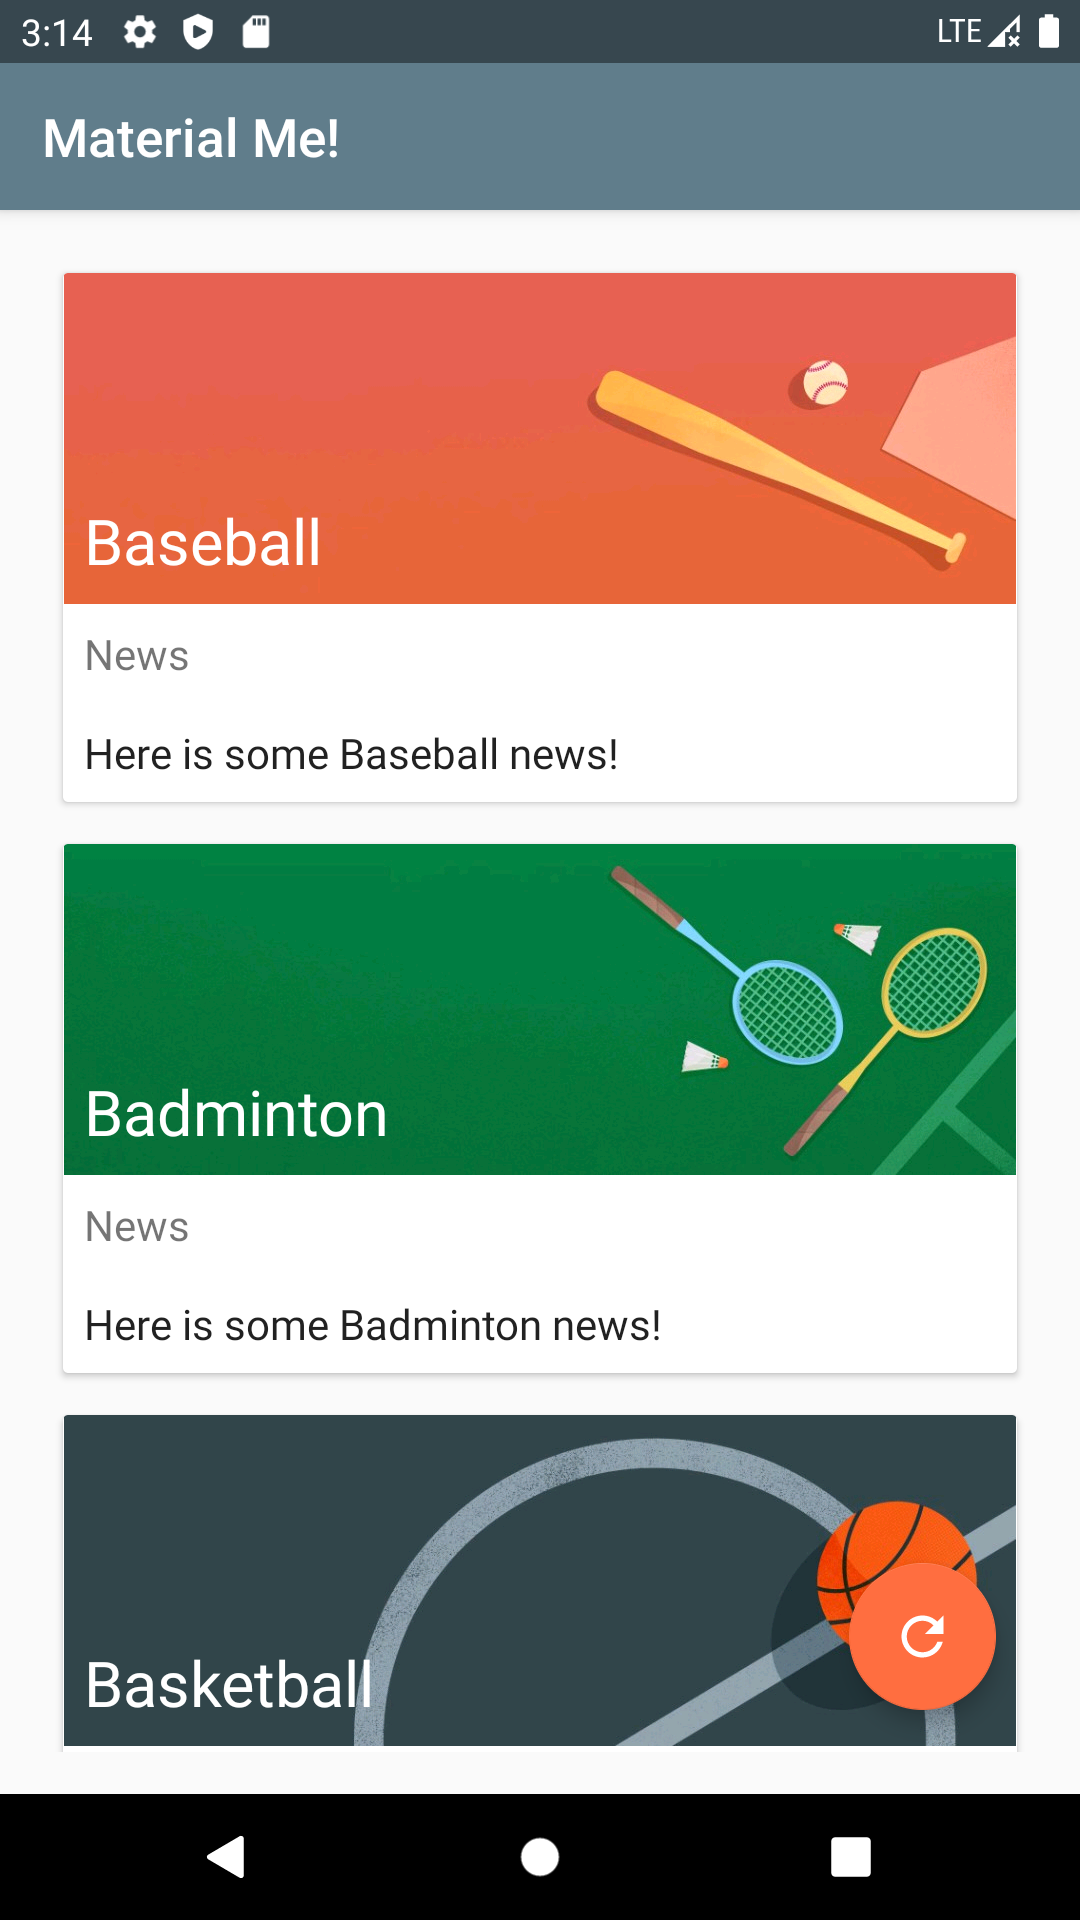 3:14
LTE
Material Me!
Baseball
News
Here is some Baseball news!
Badminton
News
Here is some Badminton news!
Basketball